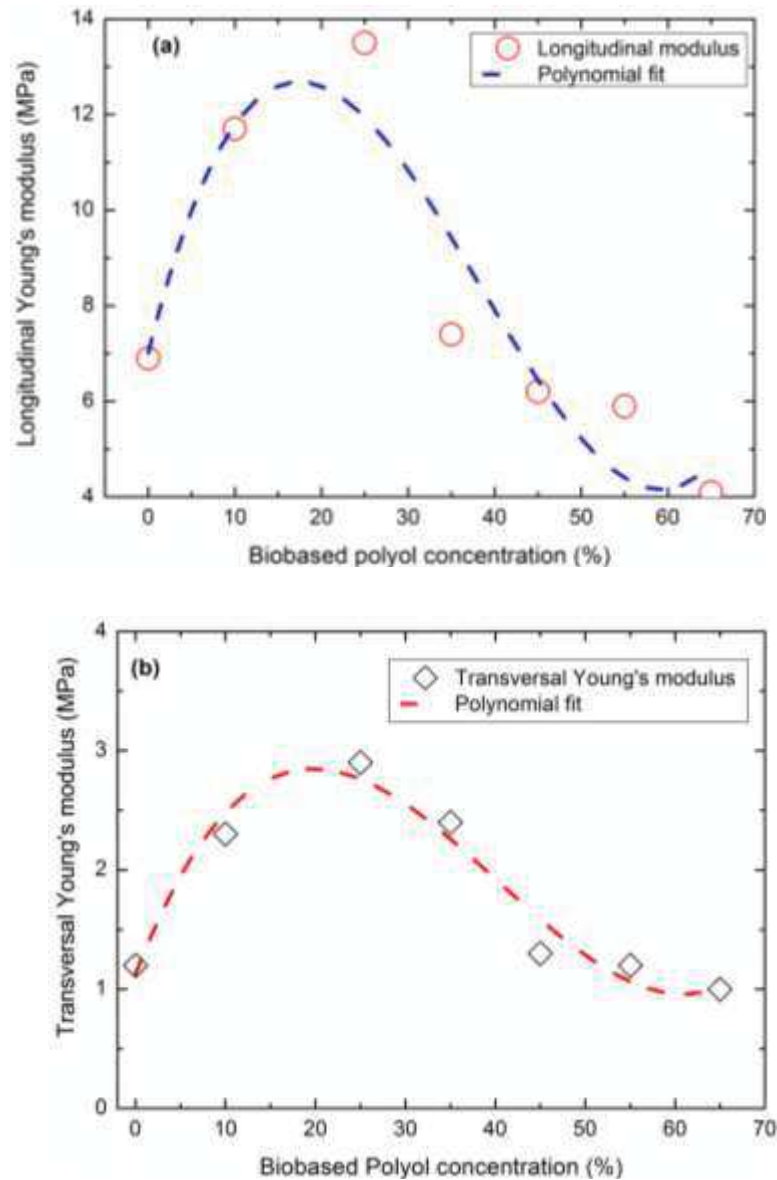 (a)
Longitudinal modulus
Polynomial fit
Longitudinal Young's modulus (MPa)
14
12
10
8
6
4
0 10 20 30 40 50 60 70
Biobased polyol concentration (%)
(b)
Transversal Young's modulus
Polynomial fit
Transversal Young's modulus (MPa)
4
3
2
1
0
0 10 20 30 40 50 60 70
Biobased Polyol concentration (%)